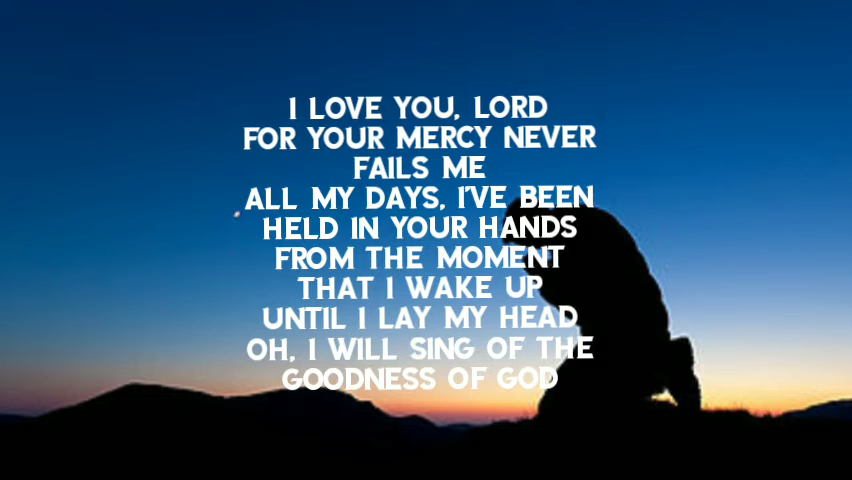 I LOVE YOU, LORD
FOR YOUR MERCY NEVER
FAILS ME
ALL MY DAYS, I'VE BEEN
HELD IN YOUR HANDS
FROM THE MOMENT
THAT I WAKE UP
UNTIL I LAY MY HEAD
OH, I WILL SING OF THE
GOODNESS OF GOD